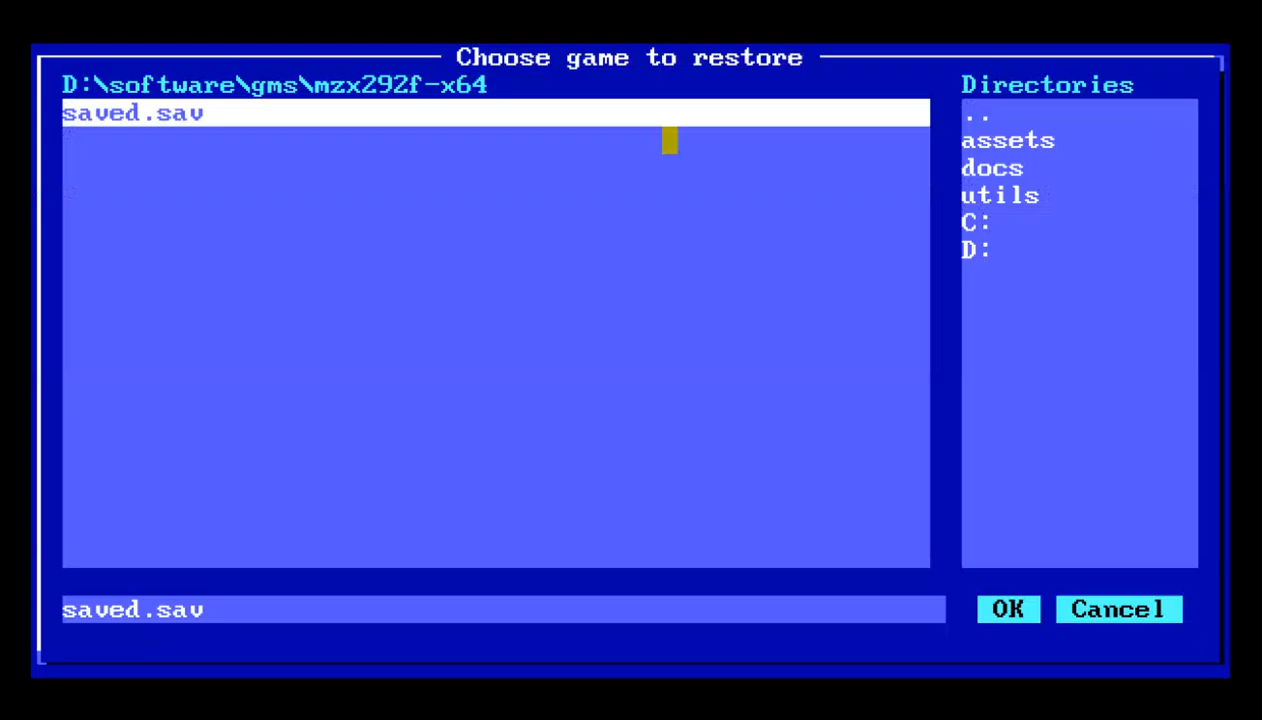 Choose game to restore
D:\software\gms\mzx292f-x64
Directories
saved.sav
..
assets
docs
utils
C:
D:
saved.sav
OK
Cancel